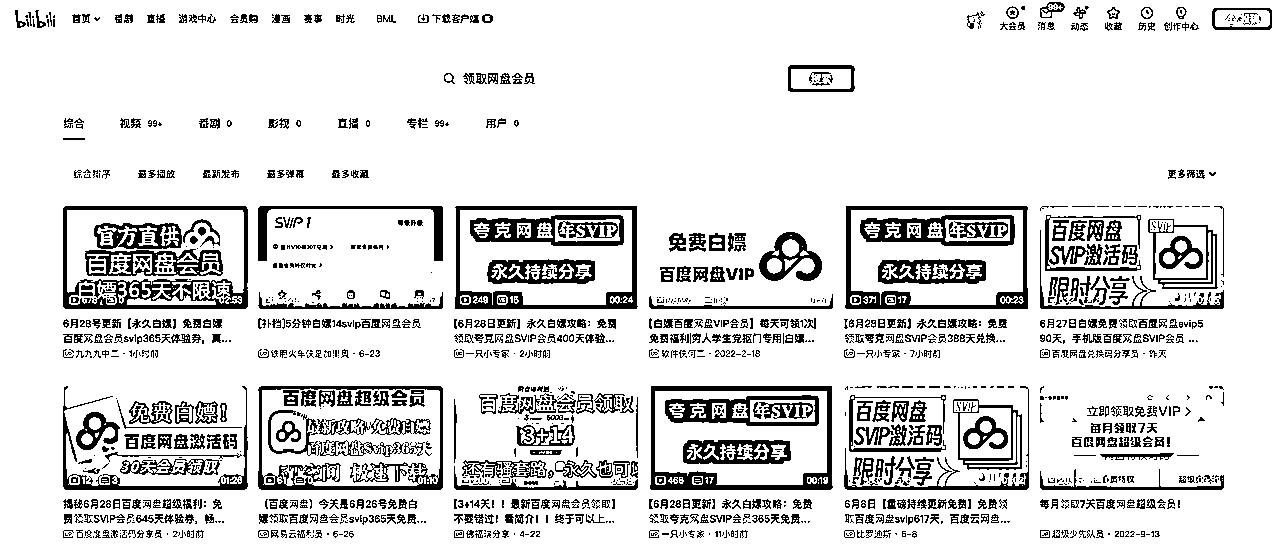 bilibili 首页 番剧 直播 游戏中心 会员购 漫画 赛事 时光 BML 下载客户端
大会员 消息 99+ 动态 收藏 历史 创作中心
领取网盘会员
搜索
综合 视频 99+ 番剧 0 影视 0 直播 0 专栏 99+ 用户 0
综合排序 最多播放 最新发布 最多弹幕 最多收藏 更多筛选
官方直供
百度网盘会员
白嫖365天不限速
02:53
6月28号更新【永久白嫖】免费白嫖
百度网盘会员svip365天体验券，真...
九九九中二 · 1小时前
SVIP 1
[补档]5分钟白嫖14svip百度网盘会员
6-23
夸克网盘 年SVIP
永久持续分享
249 15 00:24
【6月28日更新】永久白嫖攻略：免费
领取夸克网盘SVIP会员400天体验...
一只小专家 · 2小时前
免费白嫖
百度网盘VIP
【白嫖百度网盘VIP会员】每天可领1次|
免费福利|穷人学生党抠门专用|白嫖...
软件侠何二 · 2022-2-18
夸克网盘 年SVIP
永久持续分享
371 17 00:23
【6月28日更新】永久白嫖攻略：免费
领取夸克网盘SVIP会员388天兑换...
一只小专家 · 7小时前
百度网盘
SVIP激活码
限时分享
SVIP
6月27日白嫖免费领取百度网盘svip5
90天，手机版百度网盘SVIP会员 ...
百度网盘兑换码分享员 · 昨天
免费白嫖!
百度网盘激活码
30天会员领取
12 3 01:26
揭秘6月28日百度网盘超级福利：免
费领取SVIP会员645天体验券，畅...
百度度盘激活码分享员 · 2小时前
百度网盘超级会员
最新攻略 免费白嫖
百度网盘Svip365天
极速下载
01:10
（百度网盘）今天是6月26号免费白
嫖领取百度网盘会员svip365天免费...
网易云福利员 · 6-26
百度网盘会员领取
3+14
还有骚套路，永久也可以
【3+14天！！最新百度网盘会员领取】
不要错过！看简介！！终于可以上...
佛福琪分享 · 4-22
夸克网盘 年SVIP
永久持续分享
466 17 00:19
【6月28日更新】永久白嫖攻略：免费
领取夸克网盘SVIP会员365天免费...
一只小专家 · 11小时前
百度网盘
SVIP激活码
限时分享
SVIP
6月8日【重磅持续更新免费】免费领
取百度网盘svip617天，百度云网盘...
比罗迪斯 · 6-8
立即领取免费VIP >
每月领取7天
百度网盘超级会员!
每月领取7天百度网盘超级会员！
超级少先队员 · 2022-9-13